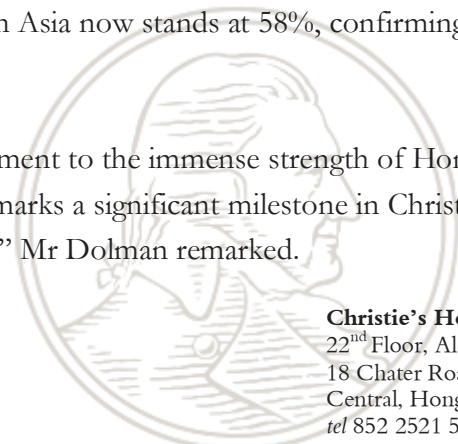 n Asia now stands at 58%, confirming
ment to the immense strength of Hon
marks a significant milestone in Christ
” Mr Dolman remarked.
Christie’s Ho
22nd Floor, Al
18 Chater Roa
Central, Hong
tel 852 2521 5